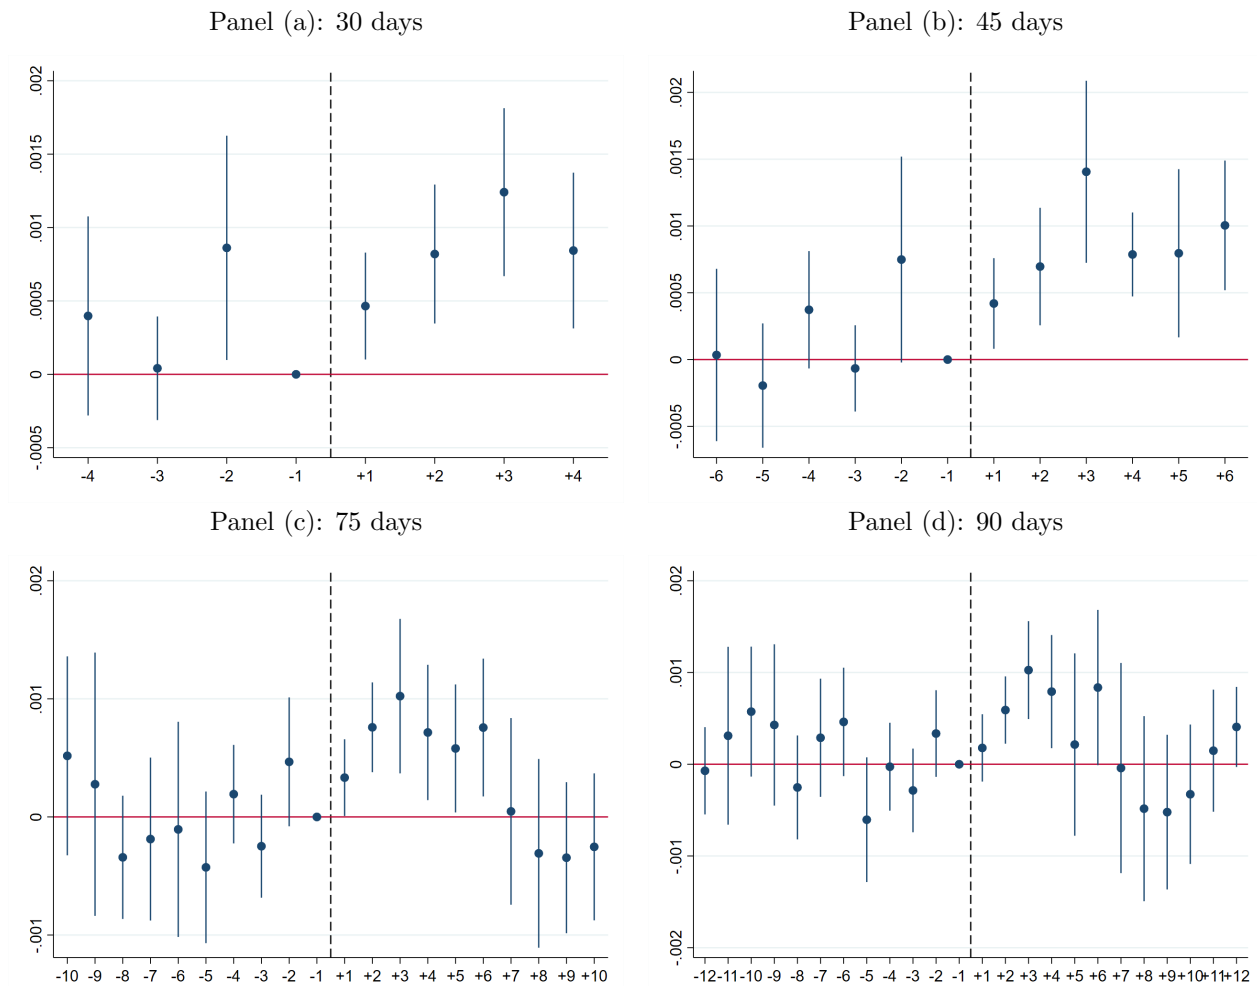 Panel (a): 30 days
.002
.0015
.001
.0005
0
-.0005
-4 -3 -2 -1 +1 +2 +3 +4
Panel (b): 45 days
.002
.0015
.001
.0005
0
-.0005
-6 -5 -4 -3 -2 -1 +1 +2 +3 +4 +5 +6
Panel (c): 75 days
.002
.001
0
-.001
-10 -9 -8 -7 -6 -5 -4 -3 -2 -1 +1 +2 +3 +4 +5 +6 +7 +8 +9 +10
Panel (d): 90 days
.002
.001
0
-.001
-.002
-12 -11 -10 -9 -8 -7 -6 -5 -4 -3 -2 -1 +1 +2 +3 +4 +5 +6 +7 +8 +9 +10 +11 +12